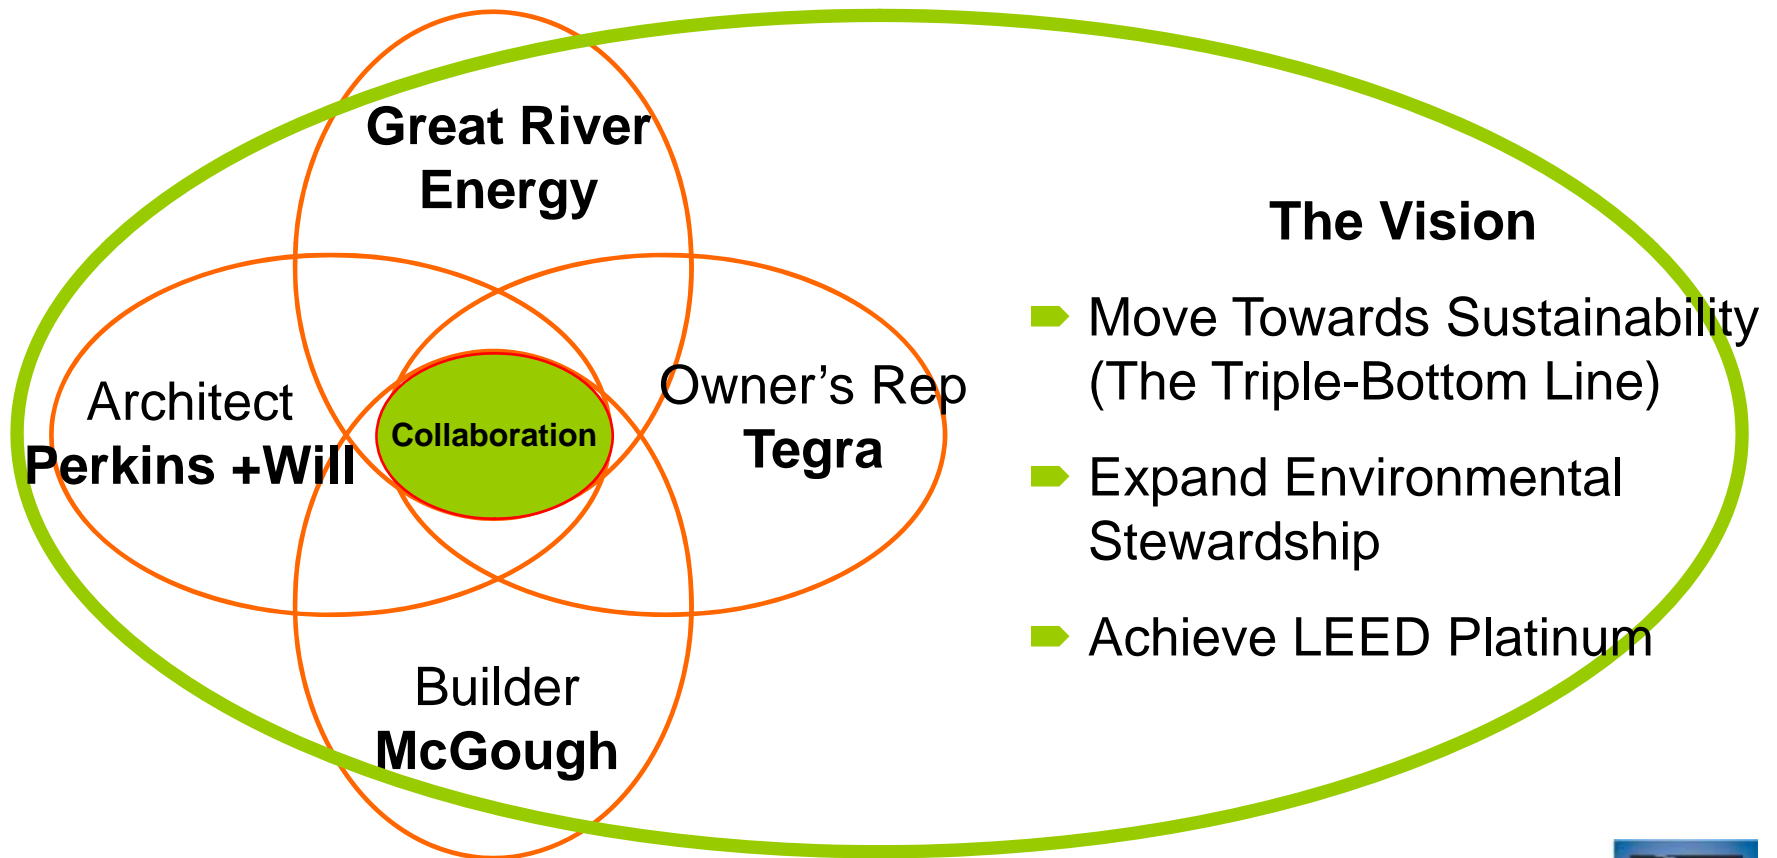 Great River
Energy
Architect
Perkins +Will
Collaboration
Owner’s Rep
Tegra
Builder
McGough
The Vision
Move Towards Sustainability
(The Triple-Bottom Line)
Expand Environmental
Stewardship
Achieve LEED Platinum